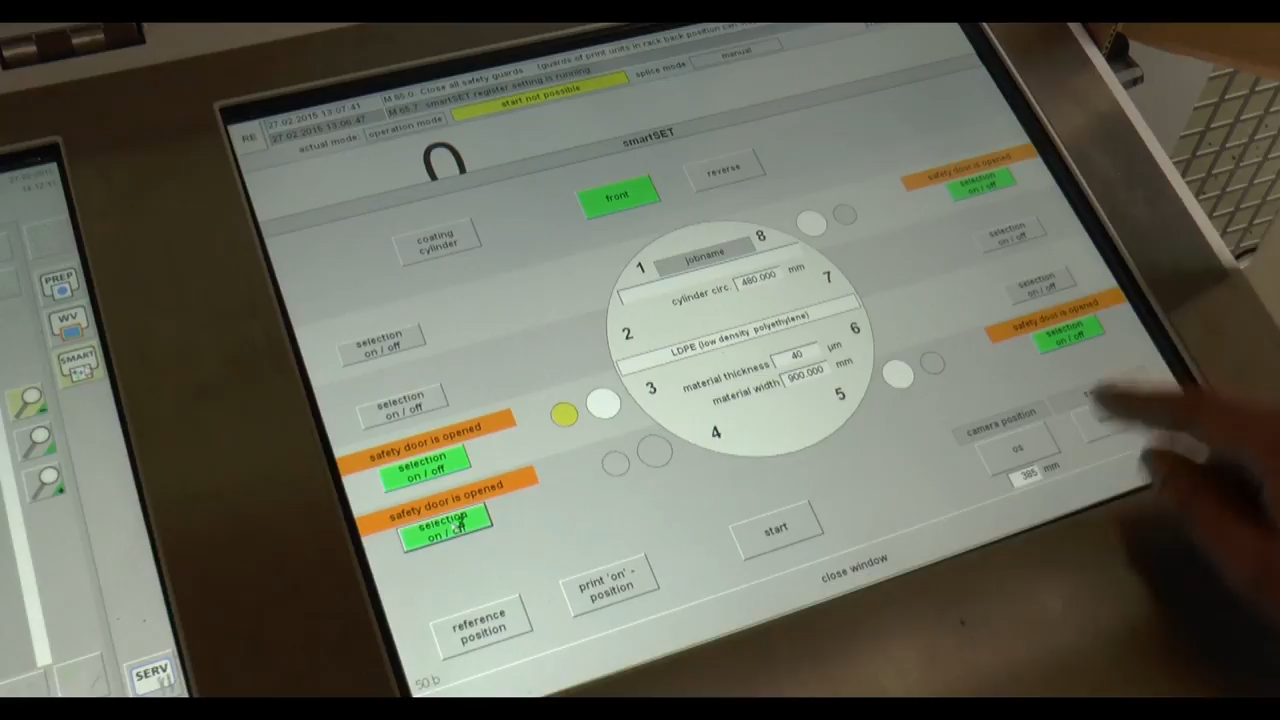 RE
27.02.2015 13:07:41
M 85.0: Close all safety guards
(guards of print units in rack back position can
27.02.2015 13:06:47
M 65.7: smartSET register setting is running
actual mode:
operation mode
start not possible
splice mode
manual
0
smartSET
front
reverse
coating
cylinder
safety door is opened
selection
on / off
selection
on / off
selection
on / off
safety door is opened
selection
on / off
selection
on / off
selection
on / off
safety door is opened
selection
on / off
safety door is opened
selection
on / off
1
8
jobname
7
cylinder circ.
480.000
mm
2
LDPE (low density polyethylene)
6
material thickness
40
µm
3
material width
900.000
mm
5
4
camera position
os
385
mm
start
print 'on' -
position
reference
position
close window
50 b
PREP
WV
SMART
SERV